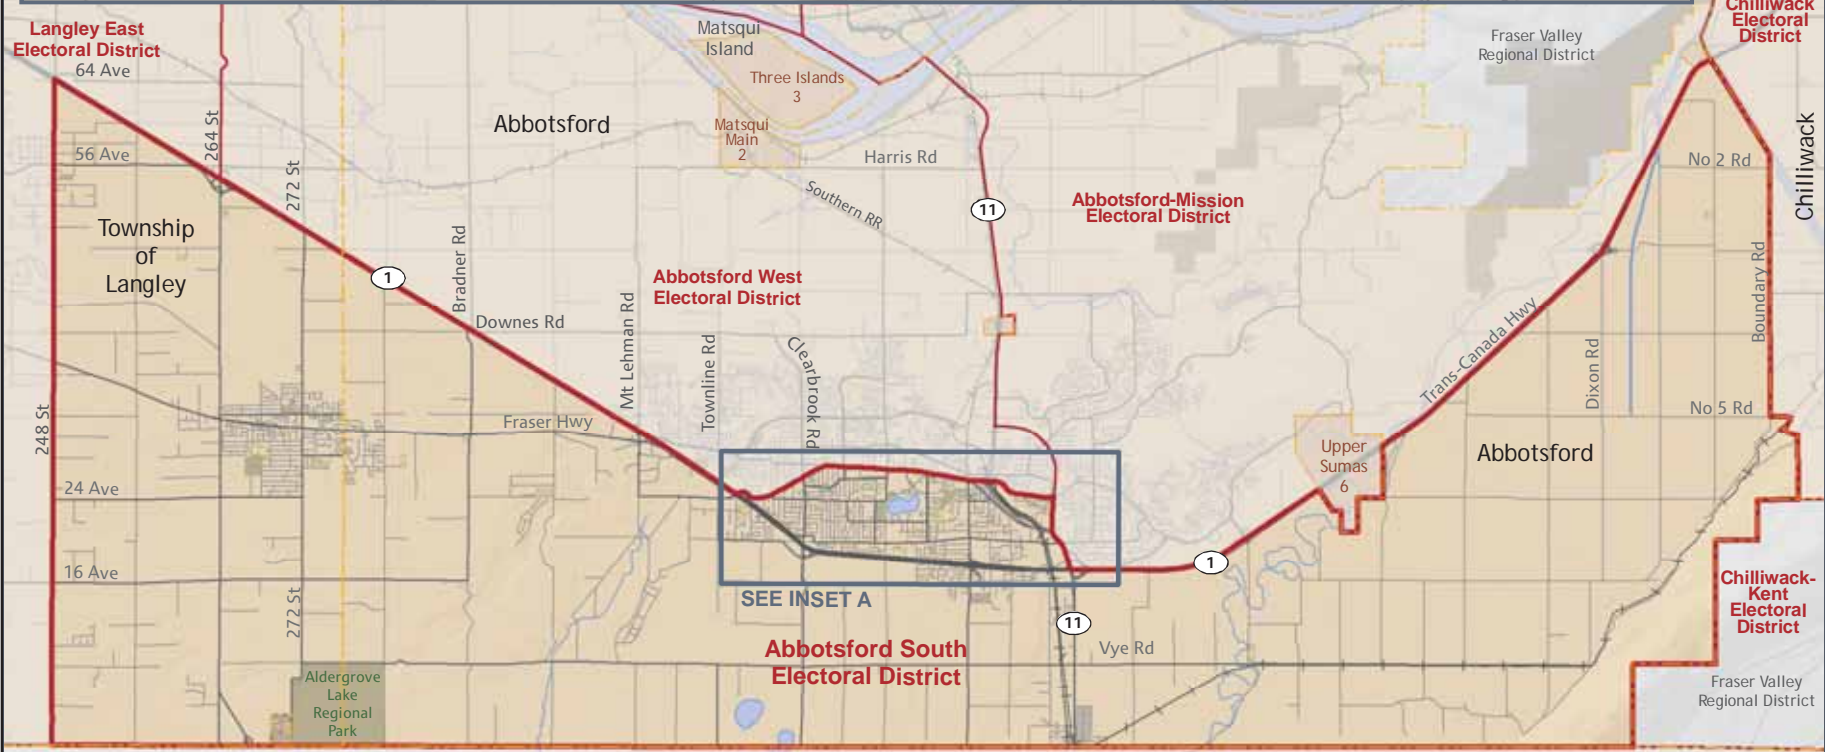 Langley East
Electoral District
64 Ave
Matsqui
Island
Three Islands
3
Matsqui
Main
2
Fraser Valley
Regional District
Chilliwack
Electoral
District
Abbotsford
264 St
56 Ave
272 St
Harris Rd
Southern RR
11
Abbotsford-Mission
Electoral District
No 2 Rd
Chilliwack
Township
of
Langley
1
Bradner Rd
Abbotsford West
Electoral District
Boundary Rd
Downes Rd
Mt Lehman Rd
Townline Rd
Clearbrook Rd
Trans-Canada Hwy
Dixon Rd
248 St
Fraser Hwy
No 5 Rd
Upper
Sumas
6
Abbotsford
24 Ave
16 Ave
1
272 St
SEE INSET A
11
Vye Rd
Abbotsford South
Electoral District
Chilliwack-
Kent
Electoral
District
Aldergrove
Lake
Regional
Park
Fraser Valley
Regional District